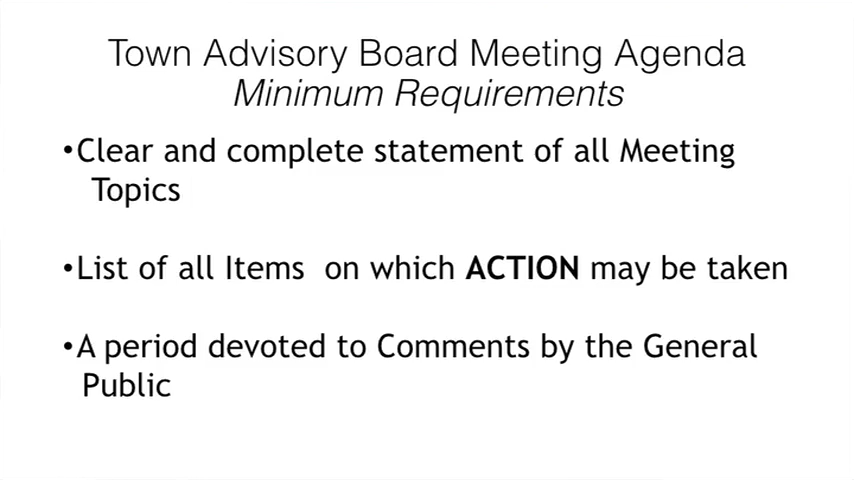 Town Advisory Board Meeting Agenda
Minimum Requirements
•Clear and complete statement of all Meeting
Topics
•List of all Items on which ACTION may be taken
•A period devoted to Comments by the General
Public